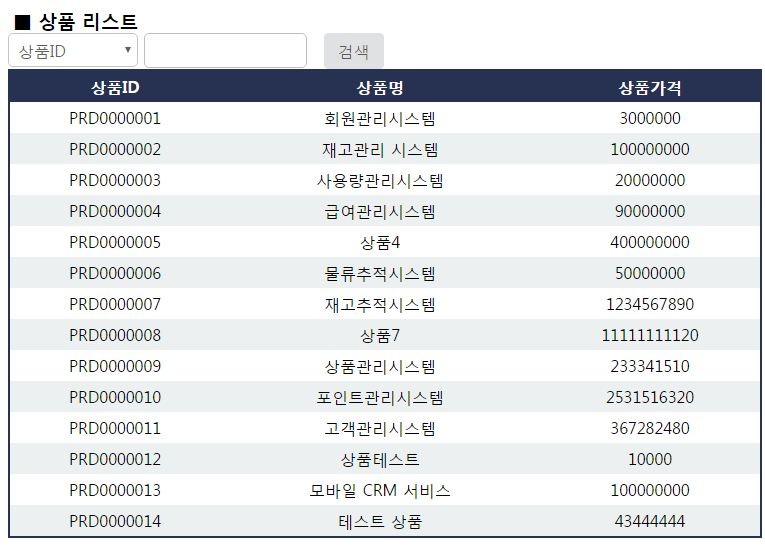 ■ 상품 리스트
상품ID 검색
상품ID 상품명 상품가격
PRD0000001 회원관리시스템 3000000
PRD0000002 재고관리 시스템 100000000
PRD0000003 사용량관리시스템 20000000
PRD0000004 급여관리시스템 90000000
PRD0000005 상품4 400000000
PRD0000006 물류추적시스템 50000000
PRD0000007 재고추적시스템 1234567890
PRD0000008 상품7 11111111120
PRD0000009 상품관리시스템 233341510
PRD0000010 포인트관리시스템 2531516320
PRD0000011 고객관리시스템 367282480
PRD0000012 상품테스트 10000
PRD0000013 모바일 CRM 서비스 100000000
PRD0000014 테스트 상품 43444444